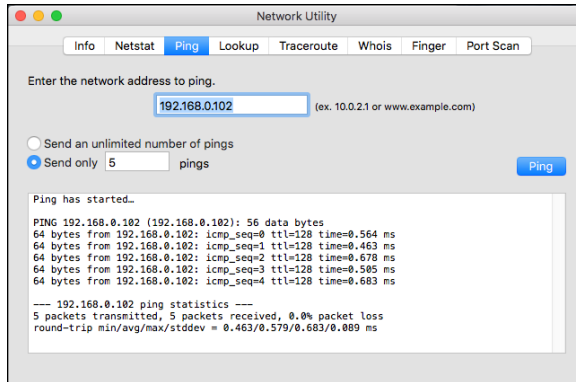 Network Utility
Info Netstat Ping Lookup Traceroute Whois Finger Port Scan
Enter the network address to ping.
192.168.0.102 (ex. 10.0.2.1 or www.example.com)
Send an unlimited number of pings
Send only 5 pings
Ping
Ping has started…
PING 192.168.0.102 (192.168.0.102): 56 data bytes
64 bytes from 192.168.0.102: icmp_seq=0 ttl=128 time=0.564 ms
64 bytes from 192.168.0.102: icmp_seq=1 ttl=128 time=0.463 ms
64 bytes from 192.168.0.102: icmp_seq=2 ttl=128 time=0.678 ms
64 bytes from 192.168.0.102: icmp_seq=3 ttl=128 time=0.505 ms
64 bytes from 192.168.0.102: icmp_seq=4 ttl=128 time=0.683 ms
--- 192.168.0.102 ping statistics ---
5 packets transmitted, 5 packets received, 0.0% packet loss
round-trip min/avg/max/stddev = 0.463/0.579/0.683/0.089 ms